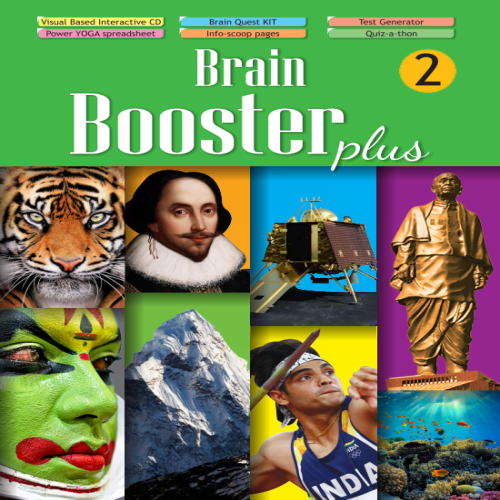 Visual Based Interactive CD
Brain Quest KIT
Test Generator
Power YOGA spreadsheet
Info-scoop pages
Quiz-a-thon
Brain
2
Booster
plus
INDIA